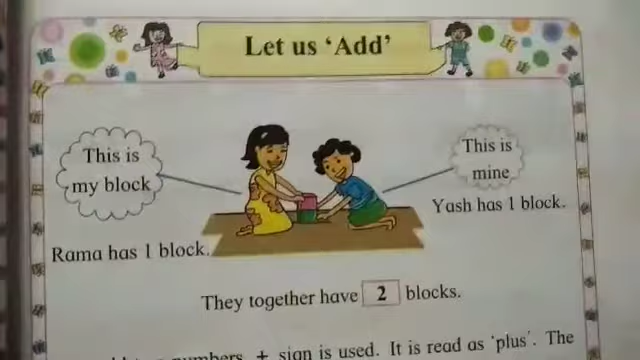 Let us ‘Add’
This is
my block
This is
mine
Yash has 1 block.
Rama has 1 block.
They together have 2 blocks.
numbers, + sign is used. It is read as ‘plus’. The